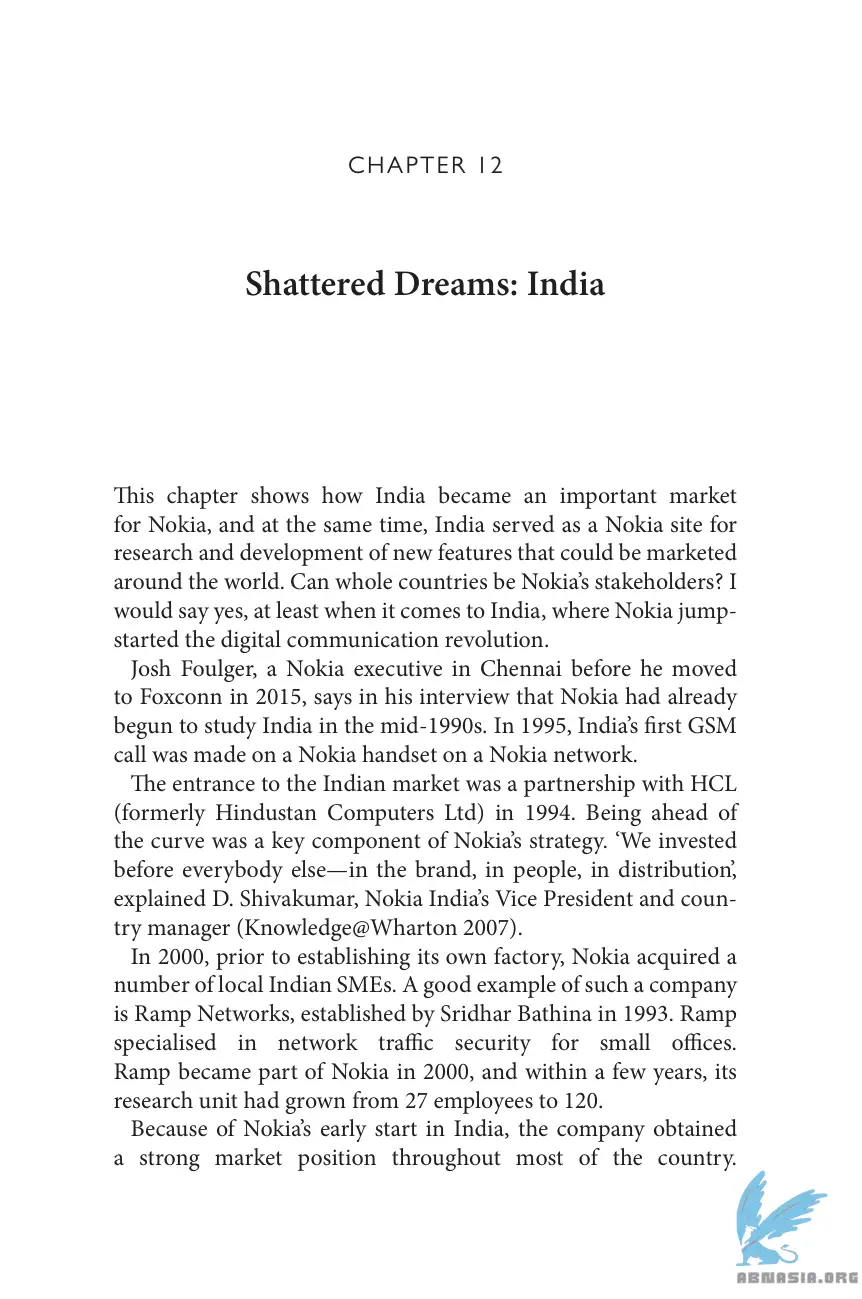 CHAPTER 12
Shattered Dreams: India
This chapter shows how India became an important market
for Nokia, and at the same time, India served as a Nokia site for
research and development of new features that could be marketed
around the world. Can whole countries be Nokia’s stakeholders? I
would say yes, at least when it comes to India, where Nokia jump-
started the digital communication revolution.
Josh Foulger, a Nokia executive in Chennai before he moved
to Foxconn in 2015, says in his interview that Nokia had already
begun to study India in the mid-1990s. In 1995, India’s first GSM
call was made on a Nokia handset on a Nokia network.
The entrance to the Indian market was a partnership with HCL
(formerly Hindustan Computers Ltd) in 1994. Being ahead of
the curve was a key component of Nokia’s strategy. ‘We invested
before everybody else—in the brand, in people, in distribution’,
explained D. Shivakumar, Nokia India’s Vice President and coun-
try manager (Knowledge@Wharton 2007).
In 2000, prior to establishing its own factory, Nokia acquired a
number of local Indian SMEs. A good example of such a company
is Ramp Networks, established by Sridhar Bathina in 1993. Ramp
specialised in network traffic security for small offices.
Ramp became part of Nokia in 2000, and within a few years, its
research unit had grown from 27 employees to 120.
Because of Nokia’s early start in India, the company obtained
a strong market position throughout most of the country.
ABNASIA.ORG